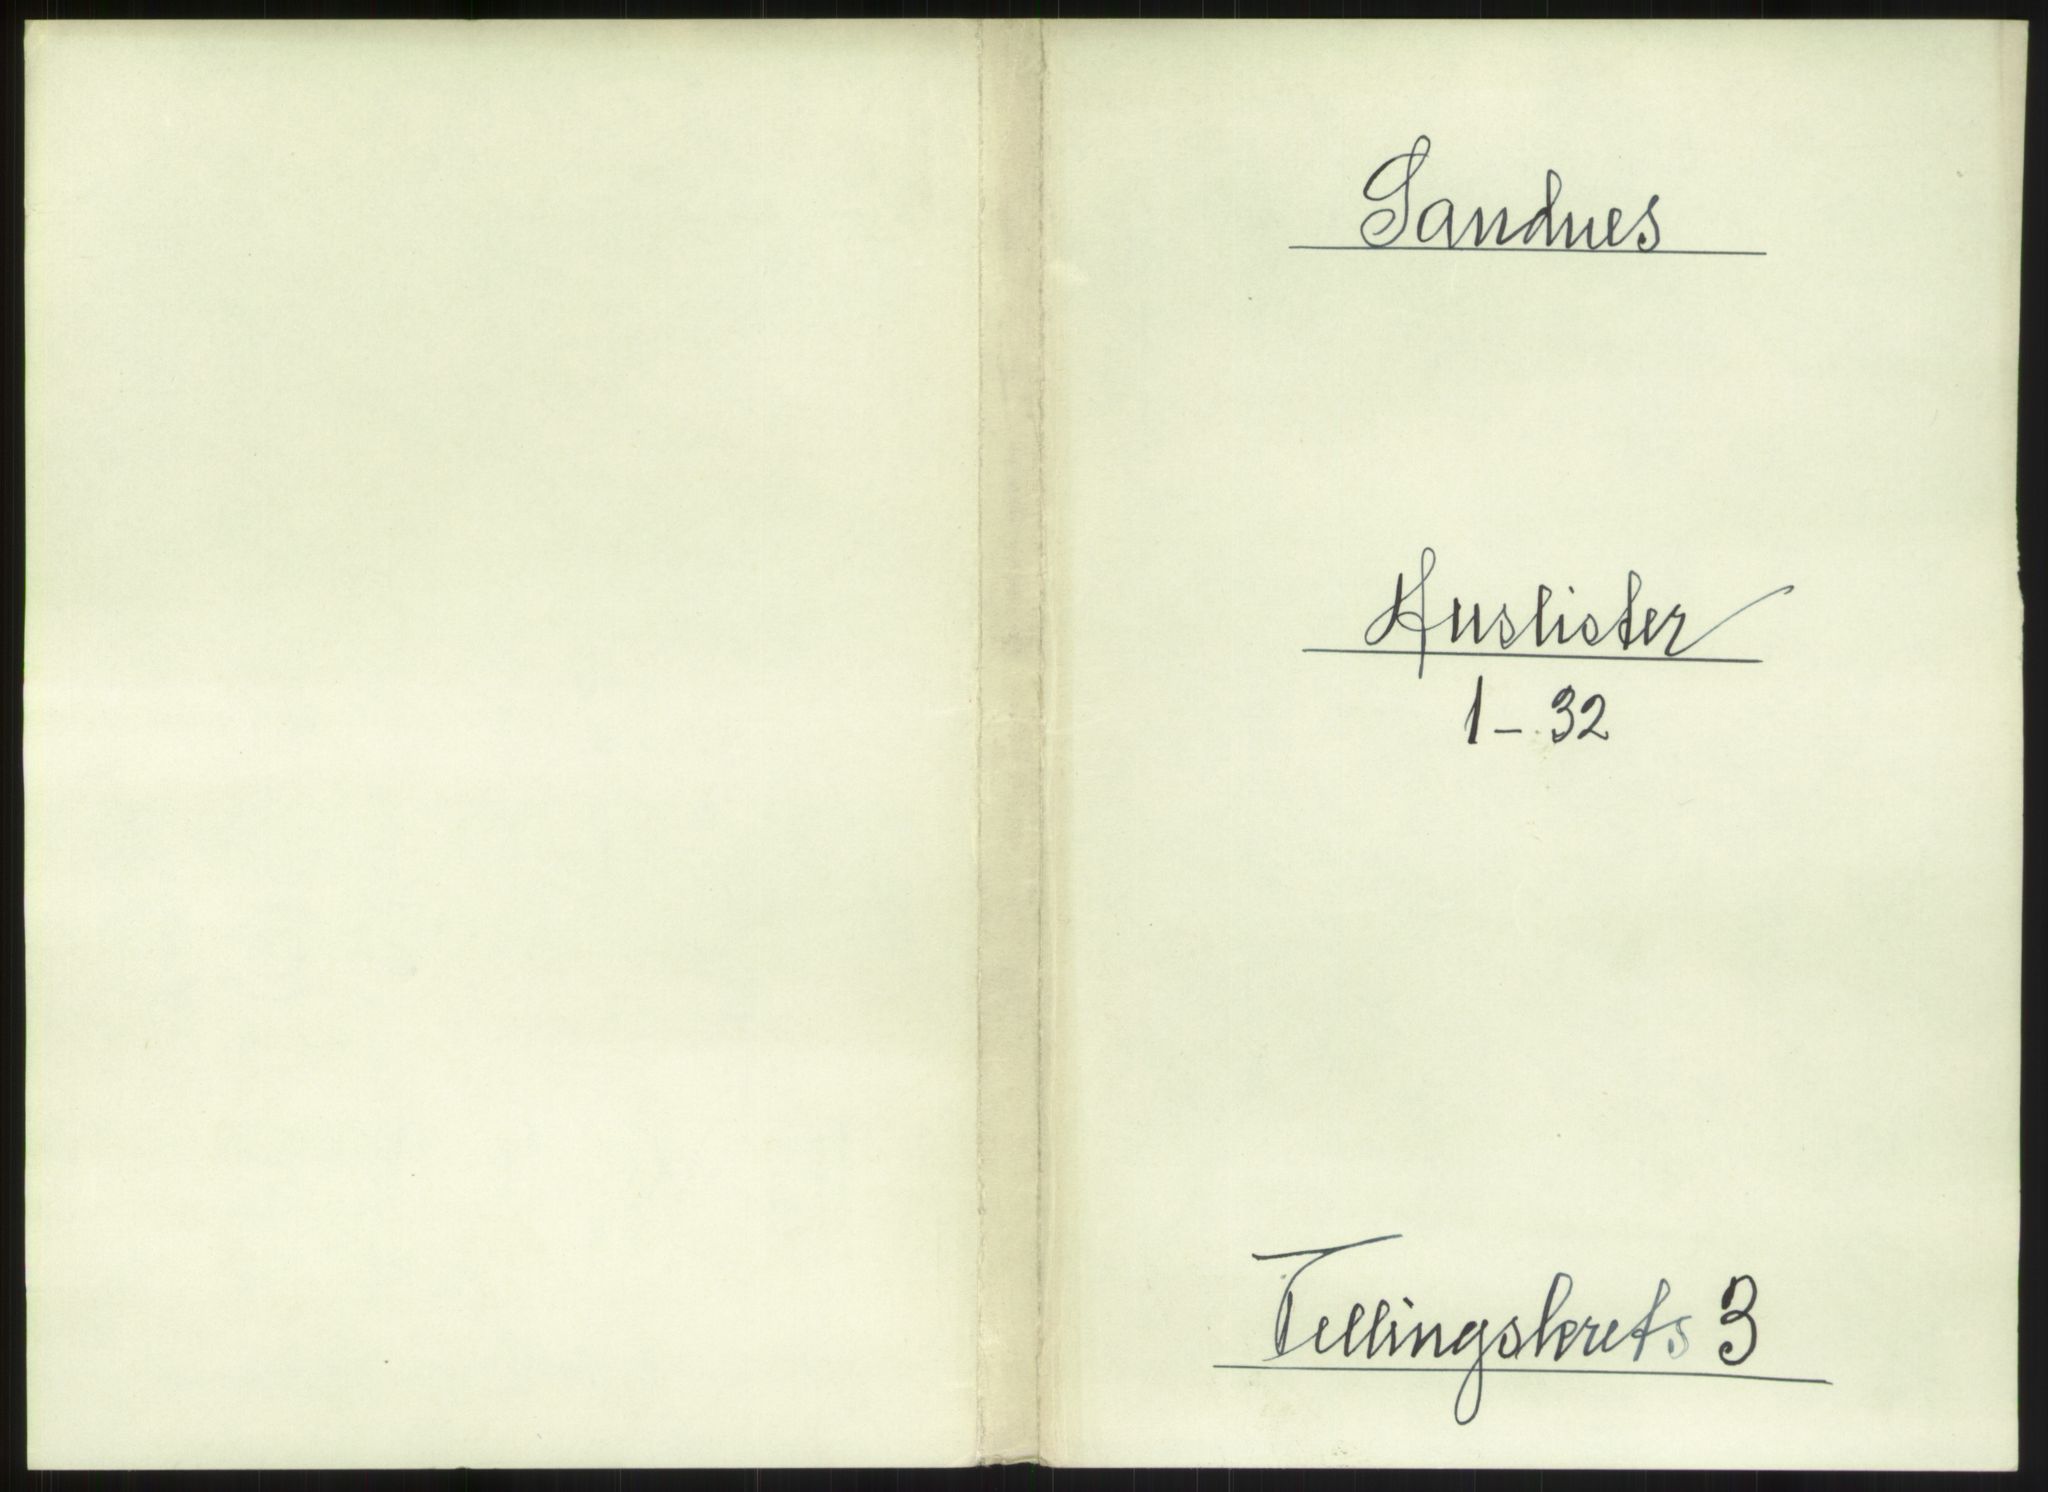 Sandnes
Huslister
1 - 32
Tellingskrets 3